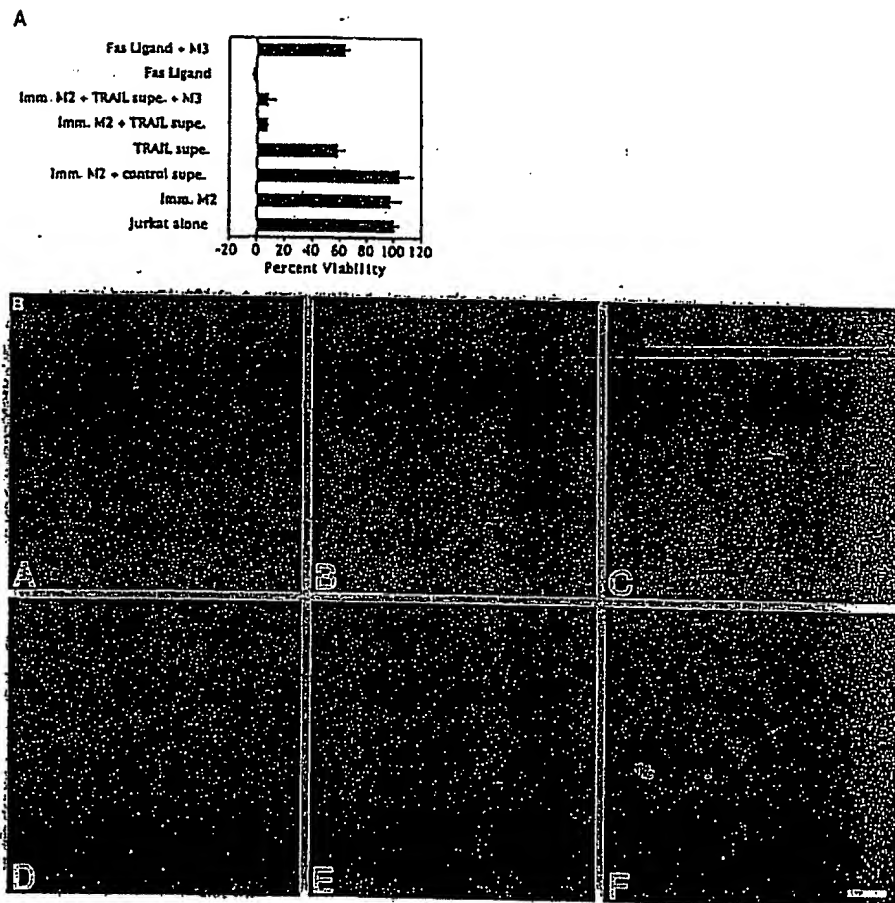 A
Fas Ligand + M3
Fas Ligand
Imm. M2 + TRAIL supe. + M3
Imm. M2 + TRAIL supe.
TRAIL supe.
Imm. M2 + control supe.
Imm. M2
Jurkat alone
-20 0 20 40 60 80 100 120
Percent Viability
B
A B C
D E F